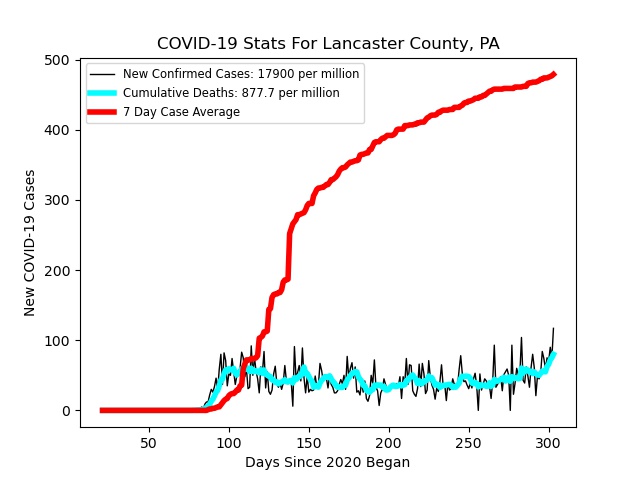 COVID-19 Stats For Lancaster County, PA
500
400
300
200
100
0
New COVID-19 Cases
New Confirmed Cases: 17900 per million
Cumulative Deaths: 877.7 per million
7 Day Case Average
50
100
150
200
250
300
Days Since 2020 Began